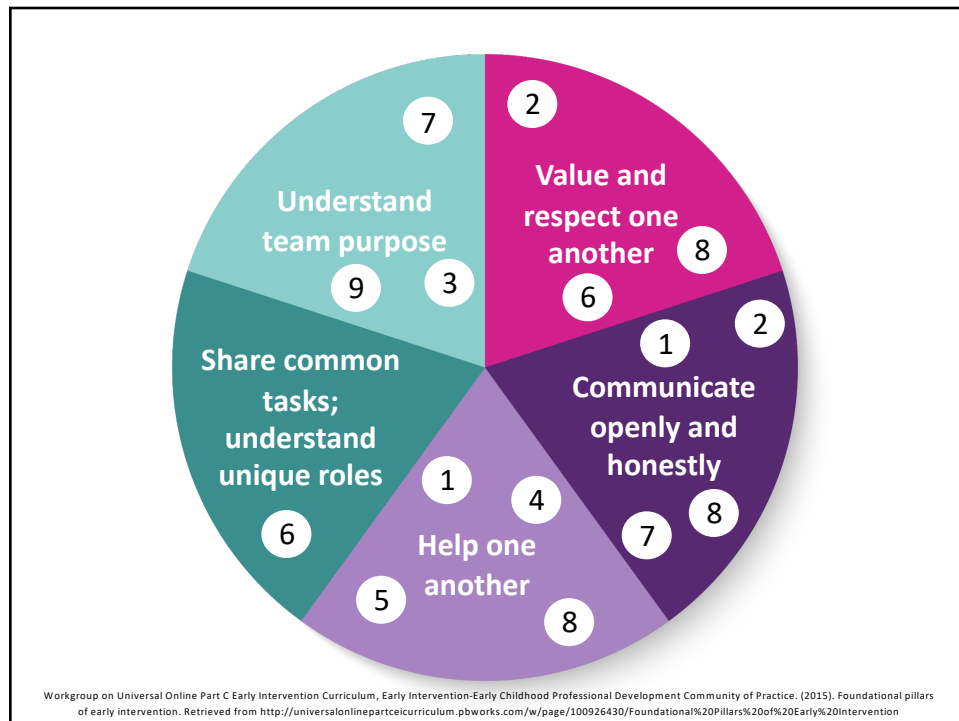 7
Understand
team purpose
9
3
2
Value and
respect one
another
8
6
1
2
Communicate
openly and
honestly
7
8
Share common
tasks;
understand
unique roles
6
1
4
Help one
another
5
8
Workgroup on Universal Online Part C Early Intervention Curriculum, Early Intervention-Early Childhood Professional Development Community of Practice. (2015). Foundational pillars
of early intervention. Retrieved from http://universalonlinepartceicurriculum.pbworks.com/w/page/100926430/Foundational%20Pillars%20of%20Early%20Intervention